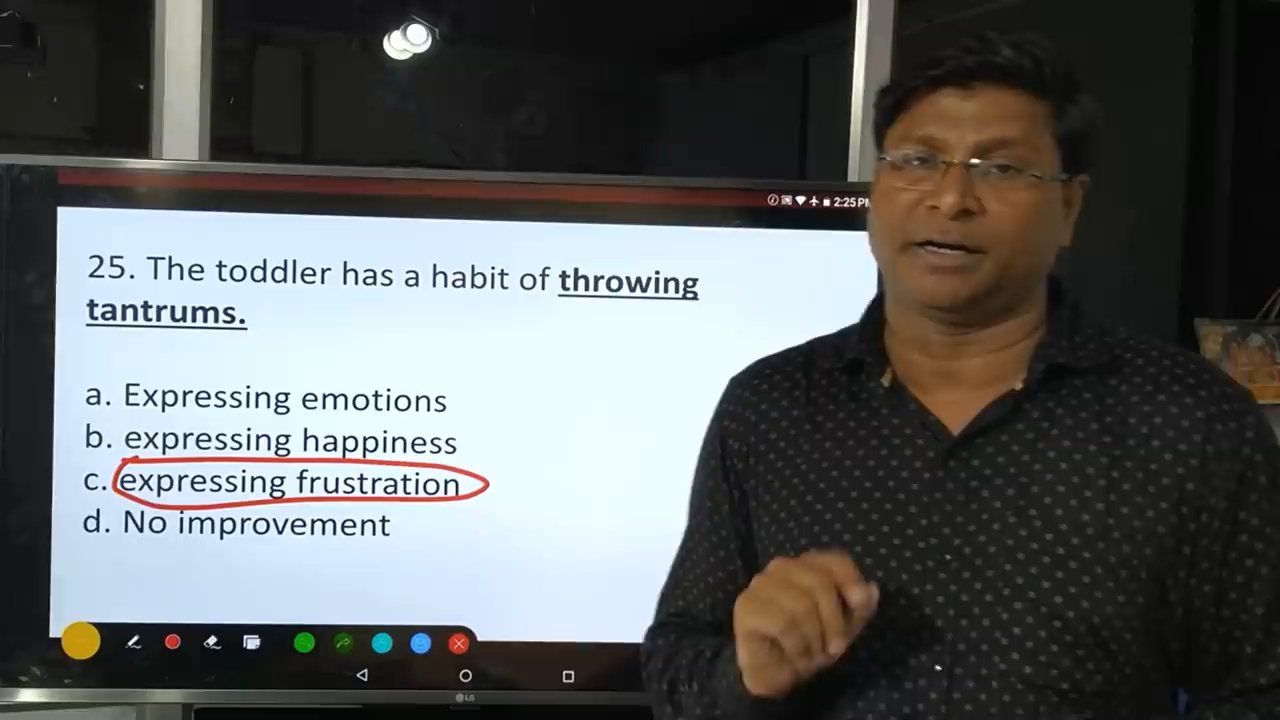 2:25 PM
25. The toddler has a habit of throwing
tantrums.
a. Expressing emotions
b. expressing happiness
c. expressing frustration
d. No improvement
LG